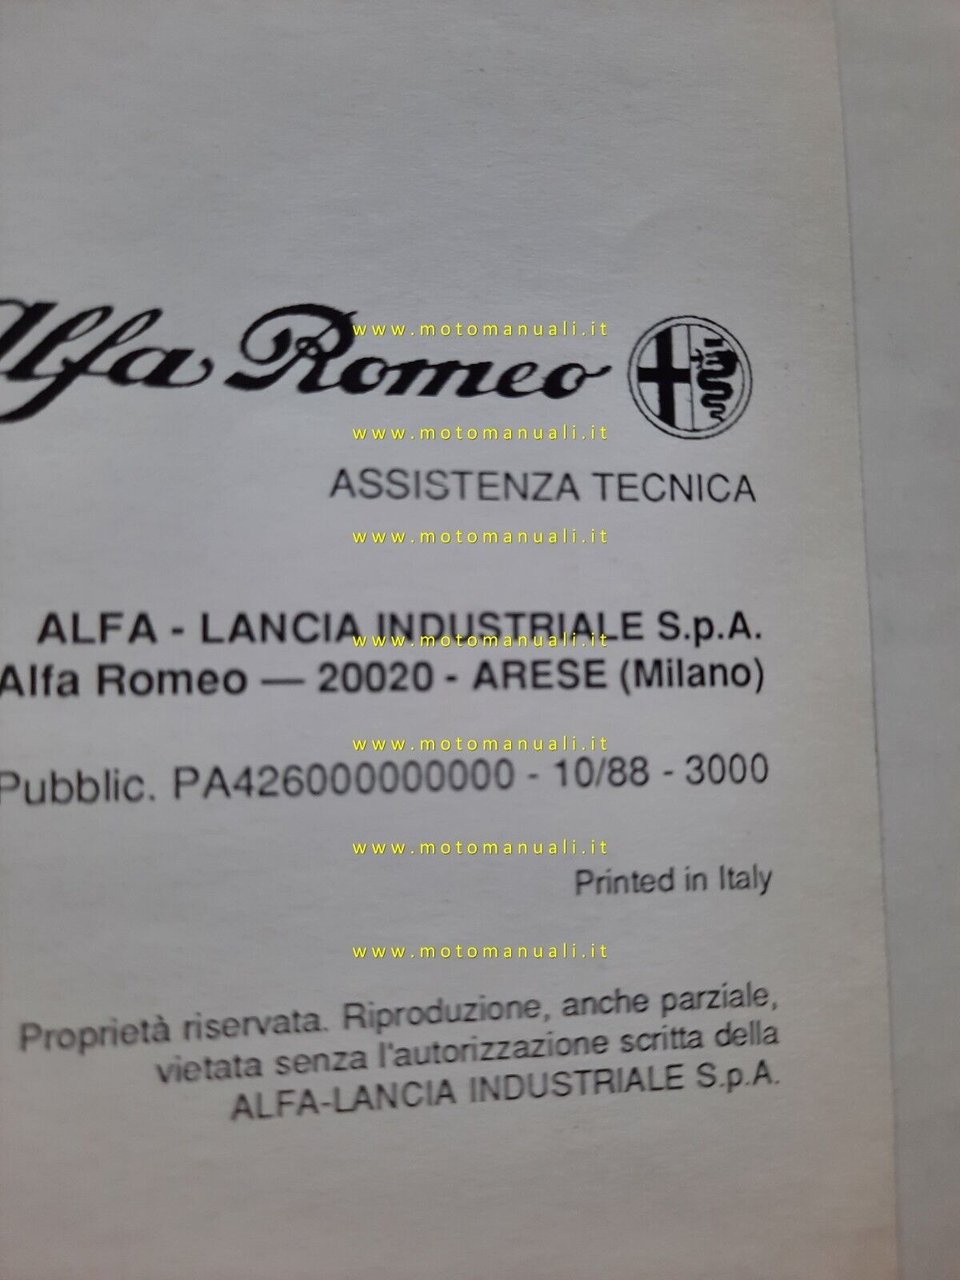 Alfa Romeo
www.motomanuali.it
www.motomanuali.it
ASSISTENZA TECNICA
www.motomanuali.it
ALFA - LANCIA INDUSTRIALE S.p.A.
www.motomanuali.it
Alfa Romeo — 20020 - ARESE (Milano)
www.motomanuali.it
Pubblic. PA426000000000 - 10/88 - 3000
www.motomanuali.it
Printed in Italy
www.motomanuali.it
Proprietà riservata. Riproduzione, anche parziale,
vietata senza l'autorizzazione scritta della
ALFA-LANCIA INDUSTRIALE S.p.A.